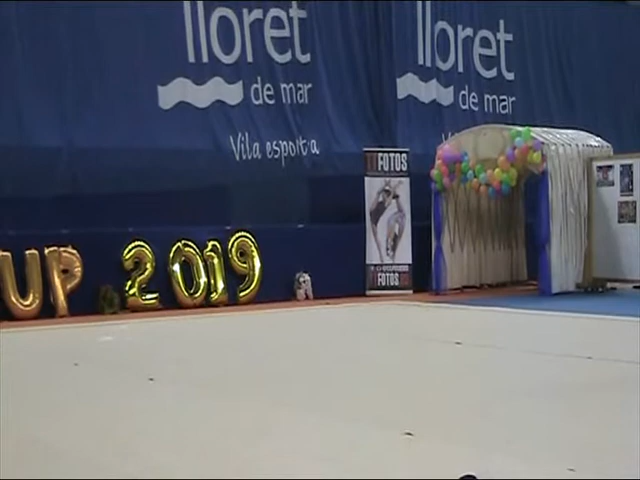 lloret
de mar
Vila esportiva
lloret
de mar
FOTOS
FOTOS
UP 2019